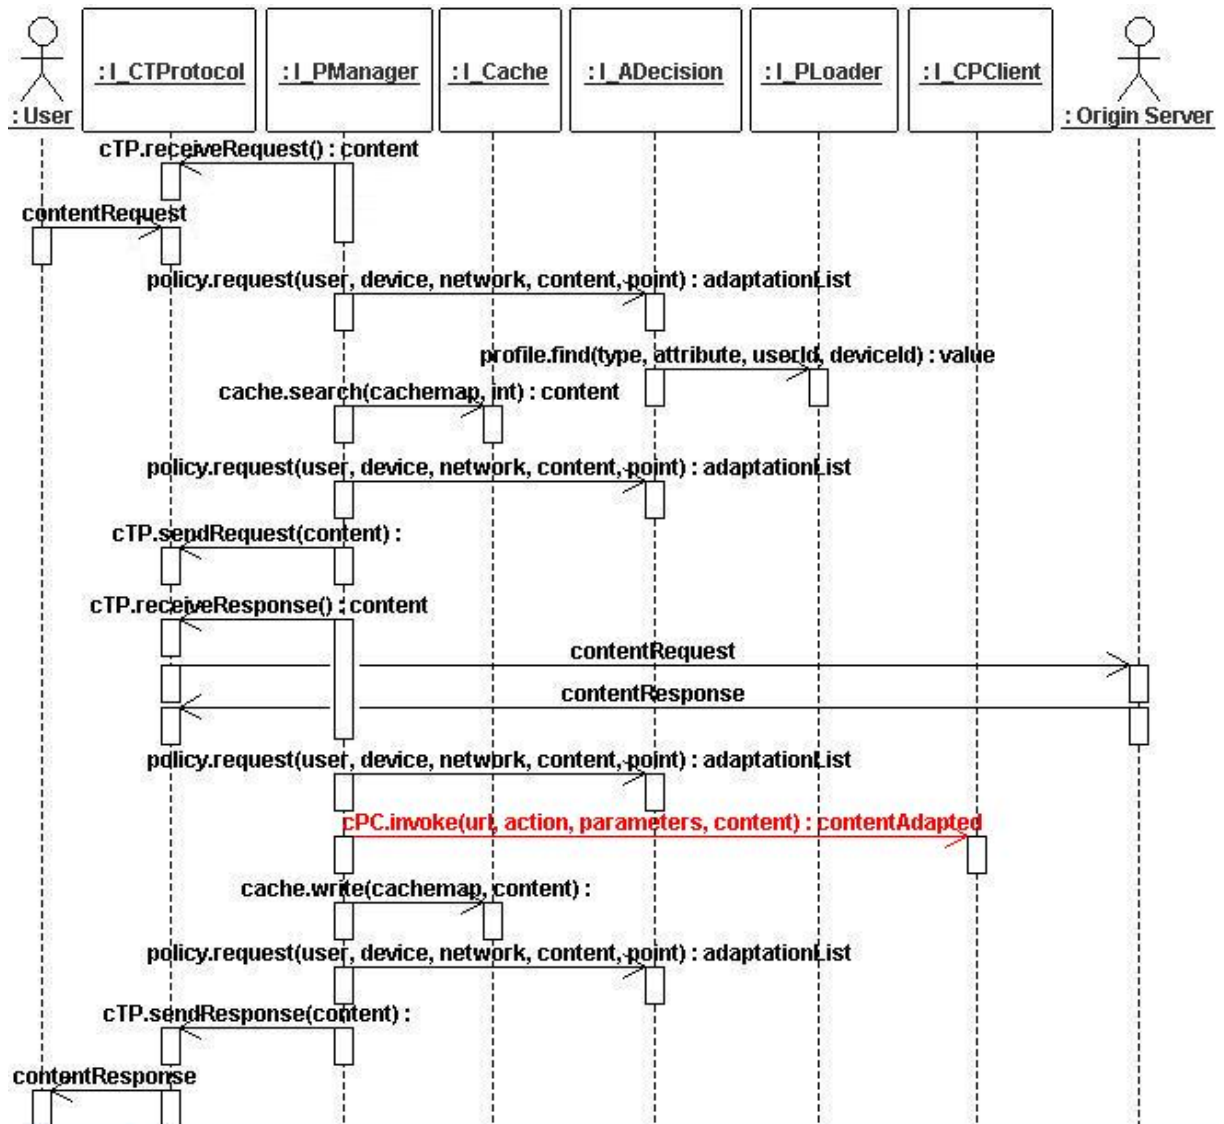 :I_CTProtocol :I_PManager :I_Cache :I_ADecision :I_PLoader :I_CPClient
: User : Origin Server
cTP.receiveRequest() : content
contentRequest
policy.request(user, device, network, content, point) : adaptationList
profile.find(type, attribute, userId, deviceId) : value
cache.search(cachemap, int) : content
policy.request(user, device, network, content, point) : adaptationList
cTP.sendRequest(content) :
cTP.receiveResponse() : content
contentRequest
contentResponse
policy.request(user, device, network, content, point) : adaptationList
cPC.invoke(url, action, parameters, content) : contentAdapted
cache.write(cachemap, content) :
policy.request(user, device, network, content, point) : adaptationList
cTP.sendResponse(content) :
contentResponse